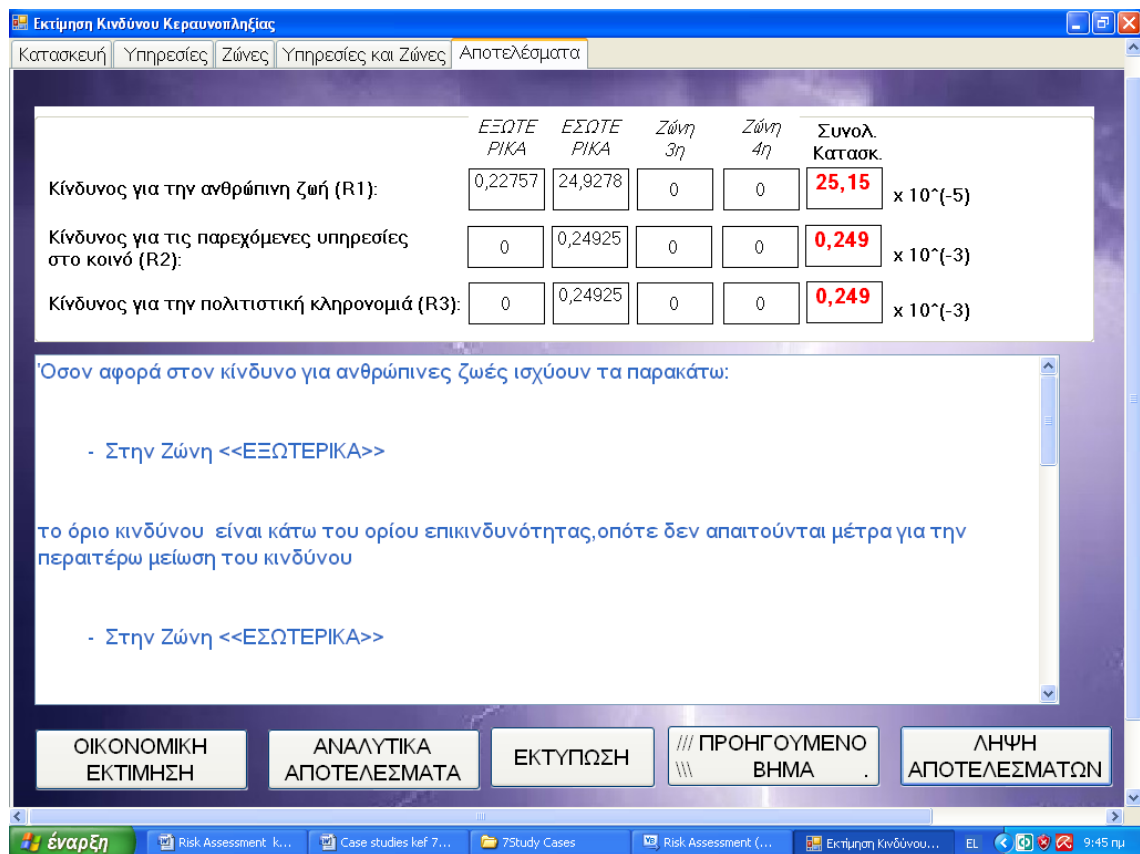 Εκτίμηση Κινδύνου Κεραυνοπληξίας
Κατασκευή Υπηρεσίες Ζώνες Υπηρεσίες και Ζώνες Αποτελέσματα
ΕΞΩΤΕ ΕΣΩΤΕ Ζώνη Ζώνη Συνολ.
ΡΙΚΑ ΡΙΚΑ 3η 4η Κατασκ.
Κίνδυνος για την ανθρώπινη ζωή (R1): 0,22757 24,9278 0 0 25,15 x 10^(-5)
Κίνδυνος για τις παρεχόμενες υπηρεσίες
στο κοινό (R2): 0 0,24925 0 0 0,249 x 10^(-3)
Κίνδυνος για την πολιτιστική κληρονομιά (R3): 0 0,24925 0 0 0,249 x 10^(-3)
Όσον αφορά στον κίνδυνο για ανθρώπινες ζωές ισχύουν τα παρακάτω:
- Στην Ζώνη <<ΕΞΩΤΕΡΙΚΑ>>
το όριο κινδύνου είναι κάτω του ορίου επικινδυνότητας,οπότε δεν απαιτούνται μέτρα για την
περαιτέρω μείωση του κινδύνου
- Στην Ζώνη <<ΕΣΩΤΕΡΙΚΑ>>
ΟΙΚΟΝΟΜΙΚΗ
ΕΚΤΙΜΗΣΗ
ΑΝΑΛΥΤΙΚΑ
ΑΠΟΤΕΛΕΣΜΑΤΑ
ΕΚΤΥΠΩΣΗ
/// ΠΡΟΗΓΟΥΜΕΝΟ
\\\ ΒΗΜΑ .
ΛΗΨΗ
ΑΠΟΤΕΛΕΣΜΑΤΩΝ
έναρξη Risk Assessment k... Case studies kef 7... 7Study Cases Risk Assessment (... Εκτίμηση Κινδύνου... EL 9:45 πμ